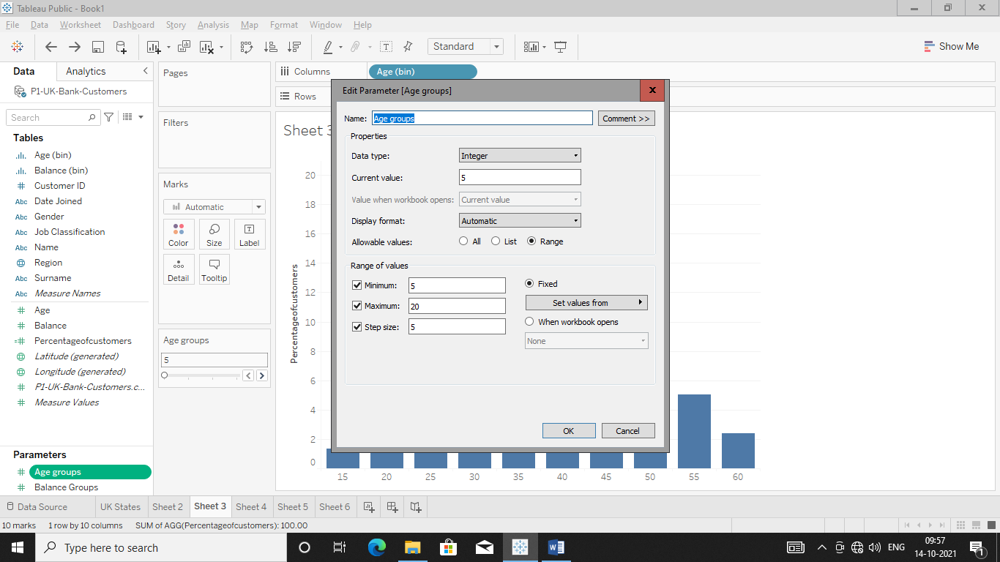 Tableau Public - Book1
File Data Worksheet Dashboard Story Analysis Map Format Window Help
Standard
Show Me
Data Analytics
P1-UK-Bank-Customers
Search
Tables
Age (bin)
Balance (bin)
Customer ID
Abc Date Joined
Abc Gender
Abc Job Classification
Abc Name
Region
Abc Surname
Abc Measure Names
Age
Balance
Percentageofcustomers
Latitude (generated)
Longitude (generated)
P1-UK-Bank-Customers.c...
Measure Values
Parameters
Age groups
Balance Groups
Pages
Filters
Marks
Automatic
Color Size Label
Detail Tooltip
Age groups
5
Columns Age (bin)
Rows
Sheet 3
Percentageofcustomers
20
18
16
14
12
10
8
6
4
2
0
15 20 25 30 35 40 45 50 55 60
Edit Parameter [Age groups]
Name: Age groups Comment >>
Properties
Data type: Integer
Current value: 5
Value when workbook opens: Current value
Display format: Automatic
Allowable values: All List Range
Range of values
Minimum: 5
Maximum: 20
Step size: 5
Fixed
Set values from
When workbook opens
None
OK Cancel
Data Source UK States Sheet 2 Sheet 3 Sheet 4 Sheet 5 Sheet 6
10 marks 1 row by 10 columns SUM of AGG(Percentageofcustomers): 100.00
Type here to search
ENG
09:57
14-10-2021
1